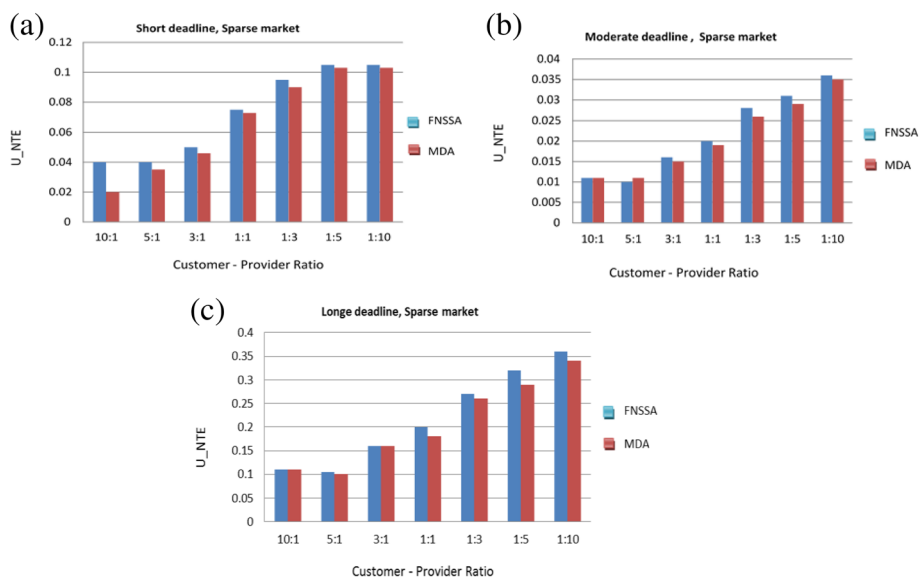 (a)
Short deadline, Sparse market
0.12
0.1
0.08
0.06
0.04
0.02
0
U_NTE
10:1 5:1 3:1 1:1 1:3 1:5 1:10
Customer - Provider Ratio
FNSSA
MDA
(b)
Moderate deadline , Sparse market
0.04
0.035
0.03
0.025
0.02
0.015
0.01
0.005
0
U_NTE
10:1 5:1 3:1 1:1 1:3 1:5 1:10
Customer - Provider Ratio
FNSSA
MDA
(c)
Longe deadline, Sparse market
0.4
0.35
0.3
0.25
0.2
0.15
0.1
0.05
0
U_NTE
10:1 5:1 3:1 1:1 1:3 1:5 1:10
Customer - Provider Ratio
FNSSA
MDA